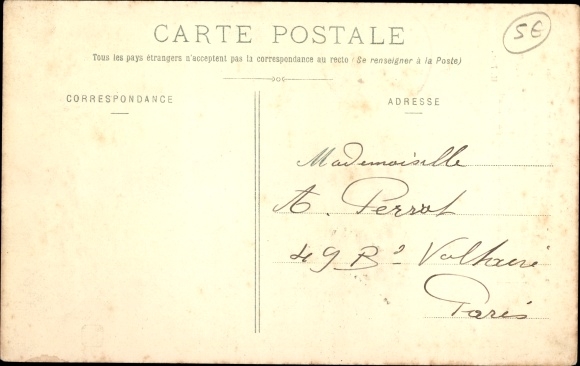 CARTE POSTALE
5€
Tous les pays étrangers n'acceptent pas la correspondance au recto (Se renseigner à la Poste)
CORRESPONDANCE
ADRESSE
Mademoiselle
A. Perrot
49 Bd Voltaire
Paris